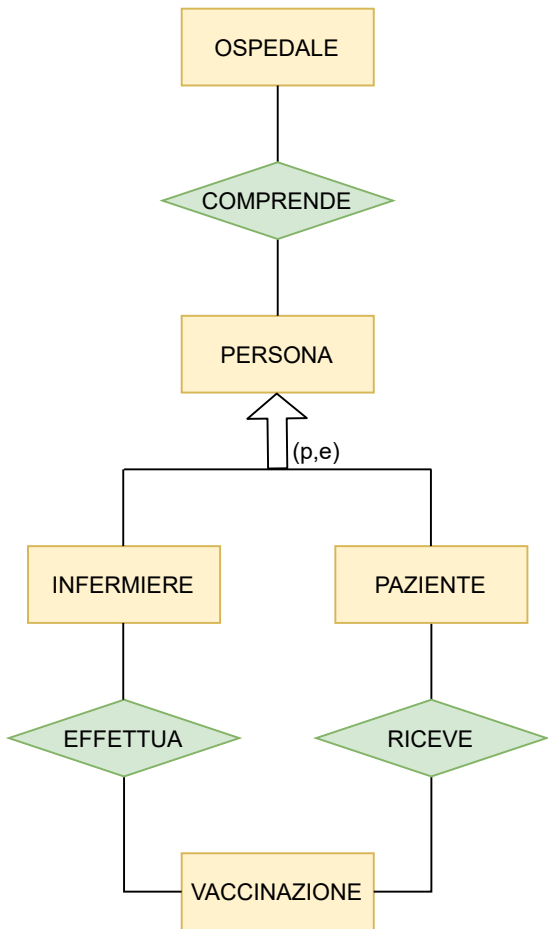 OSPEDALE
COMPRENDE
PERSONA
(p,e)
INFERMIERE
PAZIENTE
EFFETTUA
RICEVE
VACCINAZIONE